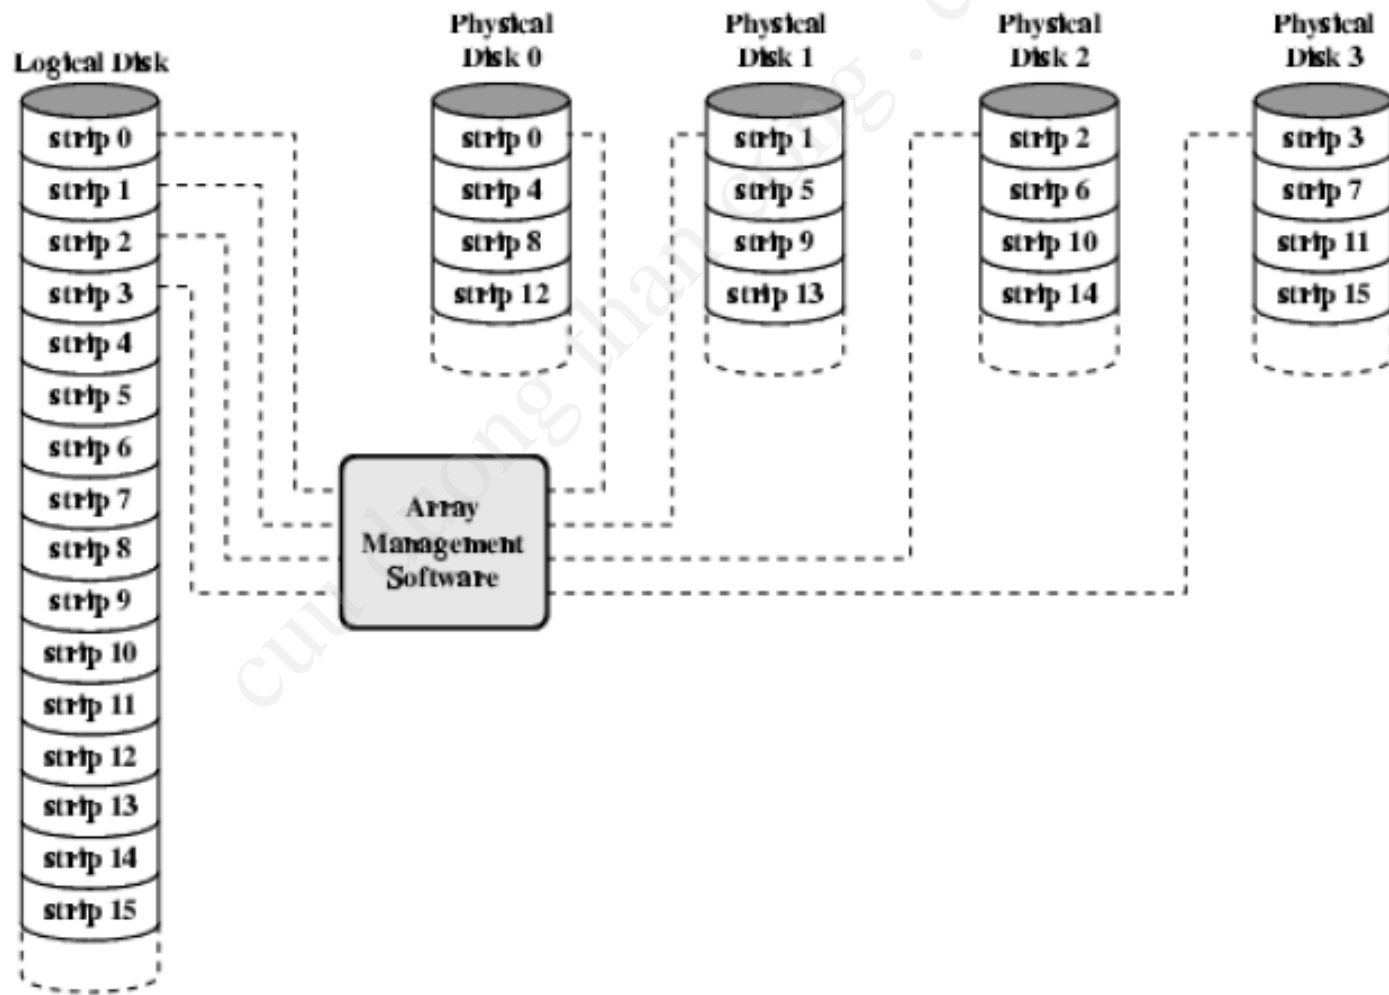 Logical Disk
strip 0
strip 1
strip 2
strip 3
strip 4
strip 5
strip 6
strip 7
strip 8
strip 9
strip 10
strip 11
strip 12
strip 13
strip 14
strip 15
Physical
Disk 0
strip 0
strip 4
strip 8
strip 12
Physical
Disk 1
strip 1
strip 5
strip 9
strip 13
Physical
Disk 2
strip 2
strip 6
strip 10
strip 14
Physical
Disk 3
strip 3
strip 7
strip 11
strip 15
Array
Management
Software
cuu duong than cong . c